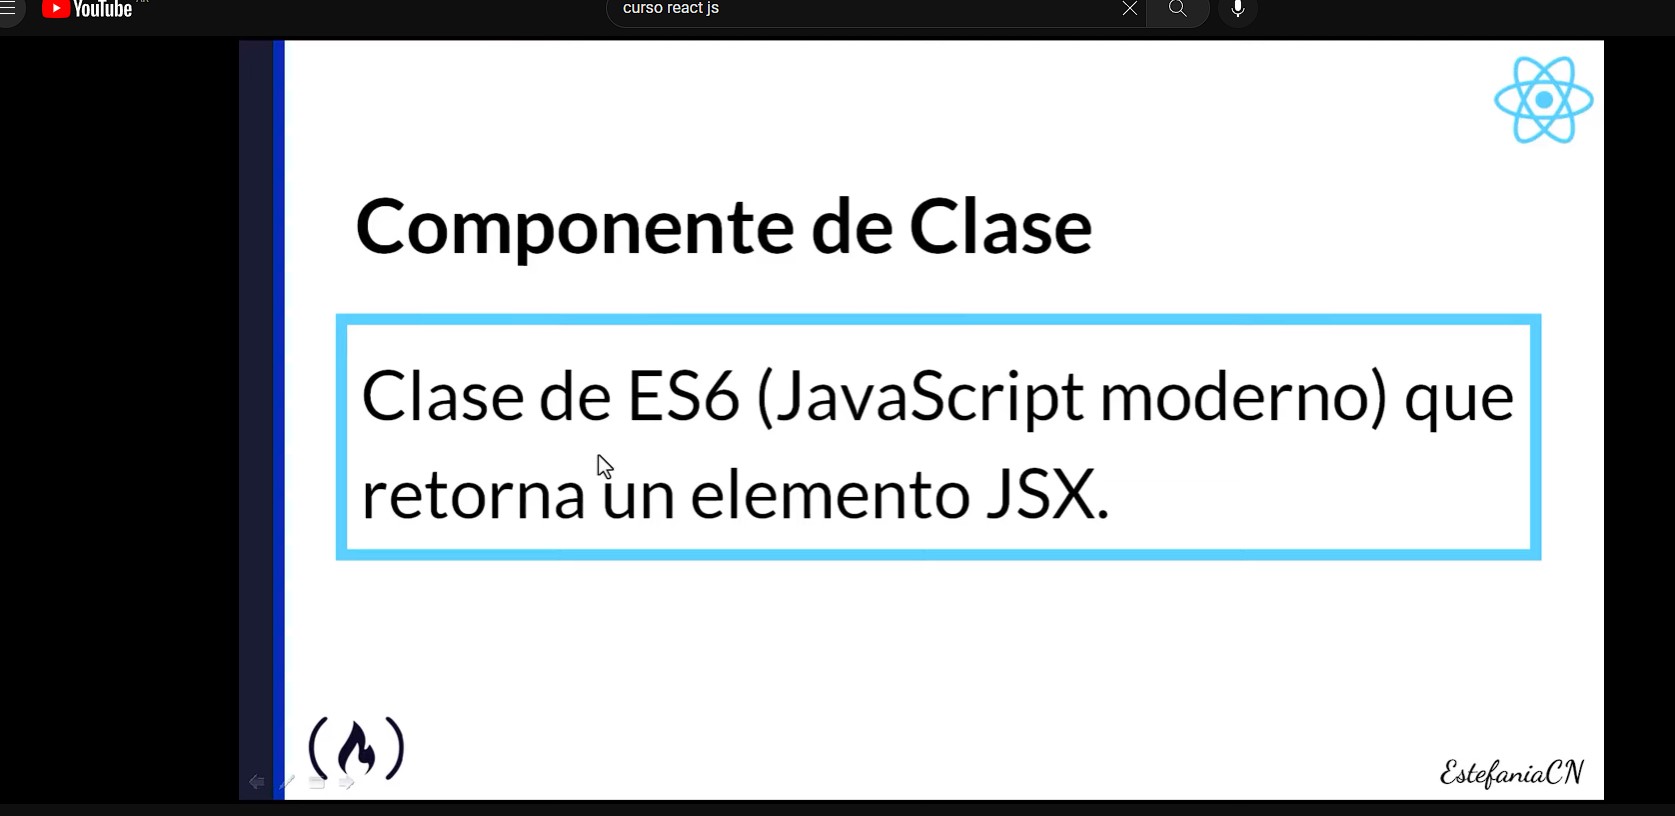 YouTube
curso react js
Componente de Clase
Clase de ES6 (JavaScript moderno) que
retorna un elemento JSX.
EstefaniaCN